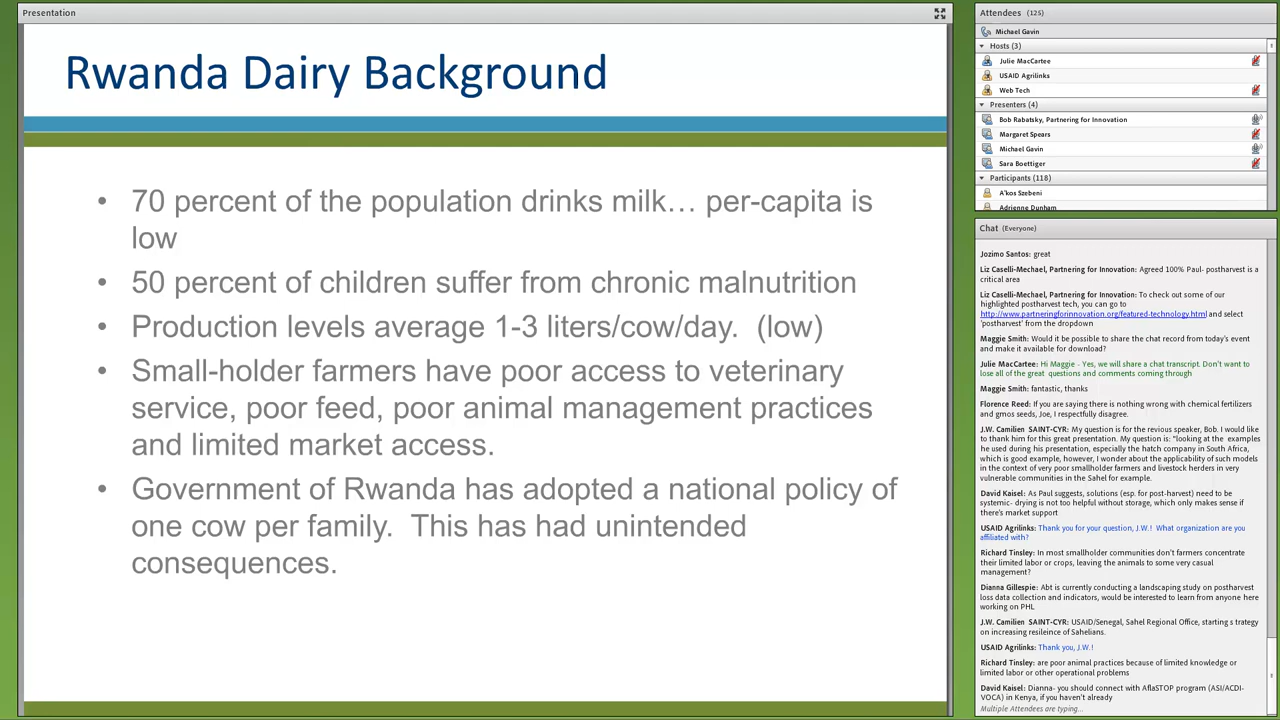 Presentation
Rwanda Dairy Background
• 70 percent of the population drinks milk… per-capita is
low
• 50 percent of children suffer from chronic malnutrition
• Production levels average 1-3 liters/cow/day.  (low)
• Small-holder farmers have poor access to veterinary
service, poor feed, poor animal management practices
and limited market access.
• Government of Rwanda has adopted a national policy of
one cow per family.  This has had unintended
consequences.
Attendees (125)
Michael Gavin
Hosts (3)
Julie MacCartee
USAID Agrilinks
Web Tech
Presenters (4)
Bob Rabatsky, Partnering for Innovation
Margaret Spears
Michael Gavin
Sara Boettiger
Participants (118)
A'kos Szebeni
Adrienne Dunham
Chat (Everyone)
Jozimo Santos: great
Liz Caselli-Mechael, Partnering for Innovation: Agreed 100% Paul- postharvest is a
critical area
Liz Caselli-Mechael, Partnering for Innovation: To check out some of our
highlighted postharvest tech, you can go to
http://www.partneringforinnovation.org/featured-technology.html and select
'postharvest' from the dropdown
Maggie Smith: Would it be possible to share the chat record from today's event
and make it available for download?
Julie MacCartee: Hi Maggie - Yes, we will share a chat transcript. Don't want to
lose all of the great  questions and comments coming through
Maggie Smith: fantastic, thanks
Florence Reed: If you are saying there is nothing wrong with chemical fertilizers
and gmos seeds, Joe, I respectfully disagree.
J.W. Camilien  SAINT-CYR: My question is for the revious speaker, Bob. I would like
to thank him for this great presentation. My question is: "looking at the  examples
he used during his presentation, especially the hatch company in South Africa,
which is good example, however, I wonder about the applicability of such models
in the context of very poor smallholder farmers and livestock herders in very
vulnerable communities in the Sahel for example.
David Kaisel: As Paul suggests, solutions (esp. for post-harvest) need to be
systemic- drying is not too helpful without storage, which only makes sense if
there's market support
USAID Agrilinks: Thank you for your question, J.W.!  What organization are you
affiliated with?
Richard Tinsley: In most smallholder communities don't farmers concentrate
their limited labor or crops, leaving the animals to some very casual
management?
Dianna Gillespie: Abt is currently conducting a landscaping study on postharvest
loss data collection and indicators, would be interested to learn from anyone here
working on PHL
J.W. Camilien  SAINT-CYR: USAID/Senegal, Sahel Regional Office, starting s trategy
on increasing resileince of Sahelians.
USAID Agrilinks: Thank you, J.W.!
Richard Tinsley: are poor animal practices because of limited knowledge or
limited labor or other operational problems
David Kaisel: Dianna- you should connect with AflaSTOP program (ASI/ACDI-
VOCA) in Kenya, if you haven't already
Multiple Attendees are typing...